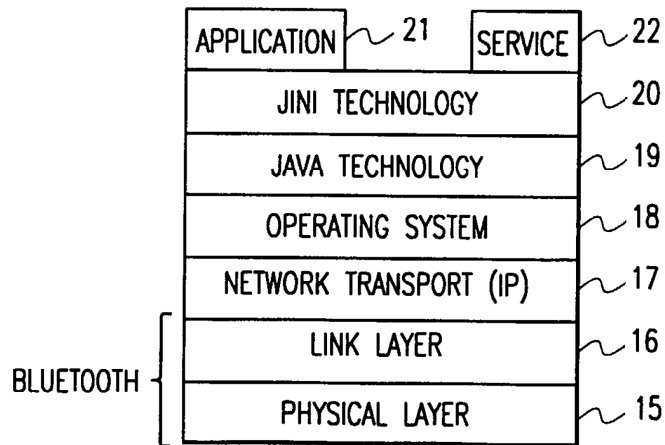 APPLICATION 21 SERVICE 22
JINI TECHNOLOGY 20
JAVA TECHNOLOGY 19
OPERATING SYSTEM 18
NETWORK TRANSPORT (IP) 17
LINK LAYER 16
BLUETOOTH
PHYSICAL LAYER 15